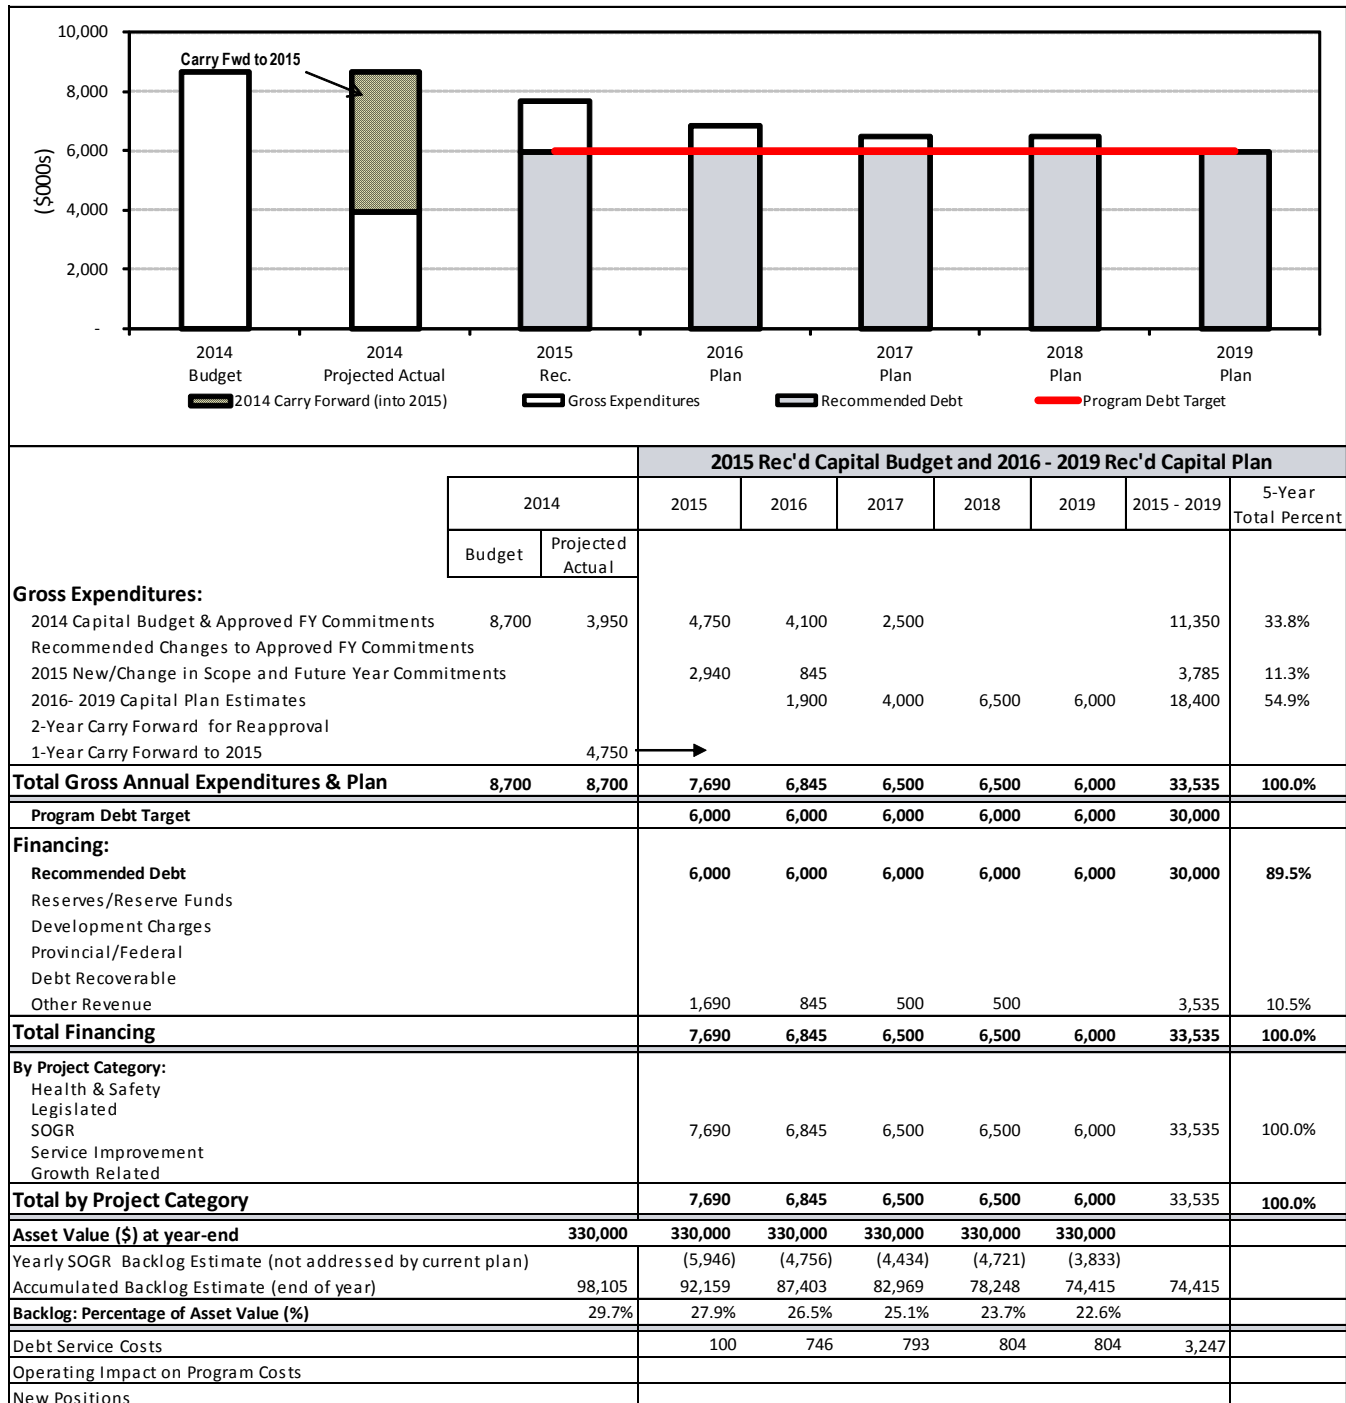 10,000
Carry Fwd to 2015
8,000
6,000
4,000
2,000
-
($000s)
2014 2014 2015 2016 2017 2018 2019
Budget Projected Actual Rec. Plan Plan Plan Plan
2014 Carry Forward (into 2015) Gross Expenditures Recommended Debt Program Debt Target
2015 Rec'd Capital Budget and 2016 - 2019 Rec'd Capital Plan
2014 2015 2016 2017 2018 2019 2015 - 2019 5-Year Total Percent
Budget Projected Actual
Gross Expenditures:
2014 Capital Budget & Approved FY Commitments 8,700 3,950 4,750 4,100 2,500 11,350 33.8%
Recommended Changes to Approved FY Commitments
2015 New/Change in Scope and Future Year Commitments 2,940 845 3,785 11.3%
2016- 2019 Capital Plan Estimates 1,900 4,000 6,500 6,000 18,400 54.9%
2-Year Carry Forward for Reapproval
1-Year Carry Forward to 2015 4,750
Total Gross Annual Expenditures & Plan 8,700 8,700 7,690 6,845 6,500 6,500 6,000 33,535 100.0%
Program Debt Target 6,000 6,000 6,000 6,000 6,000 30,000
Financing:
Recommended Debt 6,000 6,000 6,000 6,000 6,000 30,000 89.5%
Reserves/Reserve Funds
Development Charges
Provincial/Federal
Debt Recoverable
Other Revenue 1,690 845 500 500 3,535 10.5%
Total Financing 7,690 6,845 6,500 6,500 6,000 33,535 100.0%
By Project Category:
Health & Safety
Legislated
SOGR 7,690 6,845 6,500 6,500 6,000 33,535 100.0%
Service Improvement
Growth Related
Total by Project Category 7,690 6,845 6,500 6,500 6,000 33,535 100.0%
Asset Value ($) at year-end 330,000 330,000 330,000 330,000 330,000 330,000
Yearly SOGR Backlog Estimate (not addressed by current plan) (5,946) (4,756) (4,434) (4,721) (3,833)
Accumulated Backlog Estimate (end of year) 98,105 92,159 87,403 82,969 78,248 74,415 74,415
Backlog: Percentage of Asset Value (%) 29.7% 27.9% 26.5% 25.1% 23.7% 22.6%
Debt Service Costs 100 746 793 804 804 3,247
Operating Impact on Program Costs
New Positions